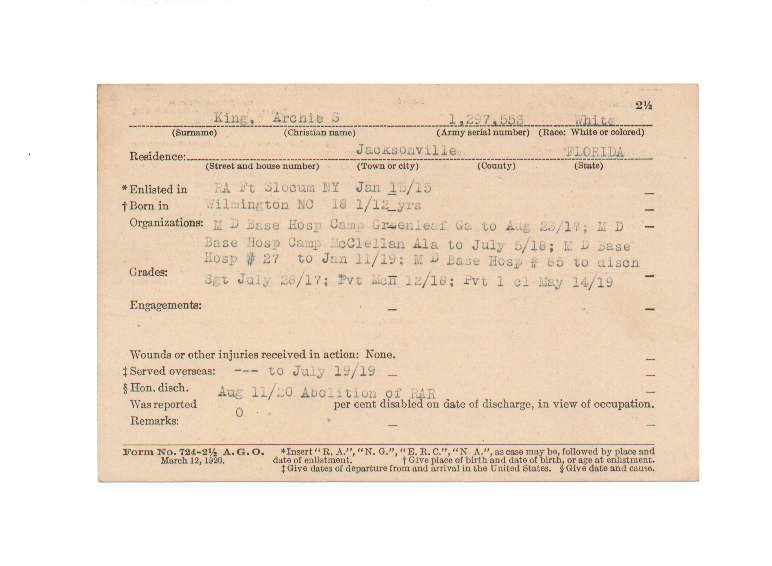 2½
King, Archie S 1,297,553 White
(Surname) (Christian name) (Army serial number) (Race: White or colored)
Residence: Jacksonville FLORIDA
(Street and house number) (Town or city) (County) (State)
* Enlisted in RA Ft Slocum NY Jan 15/15
† Born in Wilmington NC 18 1/12 yrs
Organizations: M D Base Hosp Camp Greenleaf Ga to Aug 23/17; M D
Base Hosp Camp McClellan Ala to July 5/18; M D Base
Hosp # 27 to Jan 11/19; M D Base Hosp # 85 to disch
Grades: Sgt July 26/17; Pvt Mch 12/18; Pvt 1 cl May 14/19
Engagements: —
Wounds or other injuries received in action: None.
‡ Served overseas: --- to July 19/19
§ Hon. disch. Aug 11/20 Abolition of RAR
Was reported 0 per cent disabled on date of discharge, in view of occupation.
Remarks: —
Form No. 724-2½ A. G. O. *Insert "R. A.", "N. G.", "E. R. C.", "N. A.", as case may be, followed by place and
March 12, 1920. date of enlistment. † Give place of birth and date of birth, or age at enlistment.
‡ Give dates of departure from and arrival in the United States. § Give date and cause.